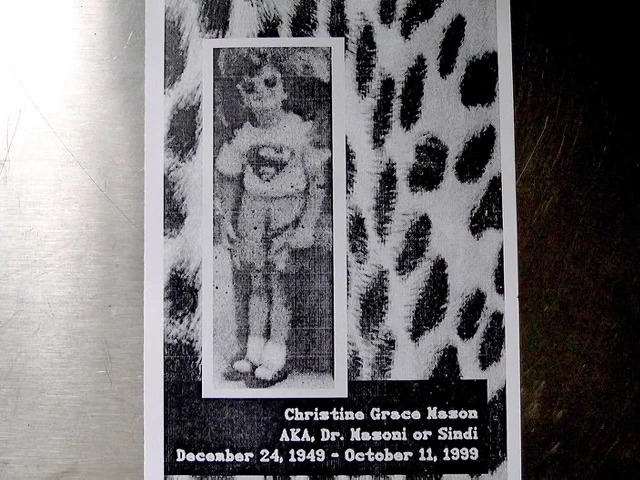 Christine Grace Mason
AKA, Dr. Masoni or Sindi
December 24, 1949 - October 11, 1999